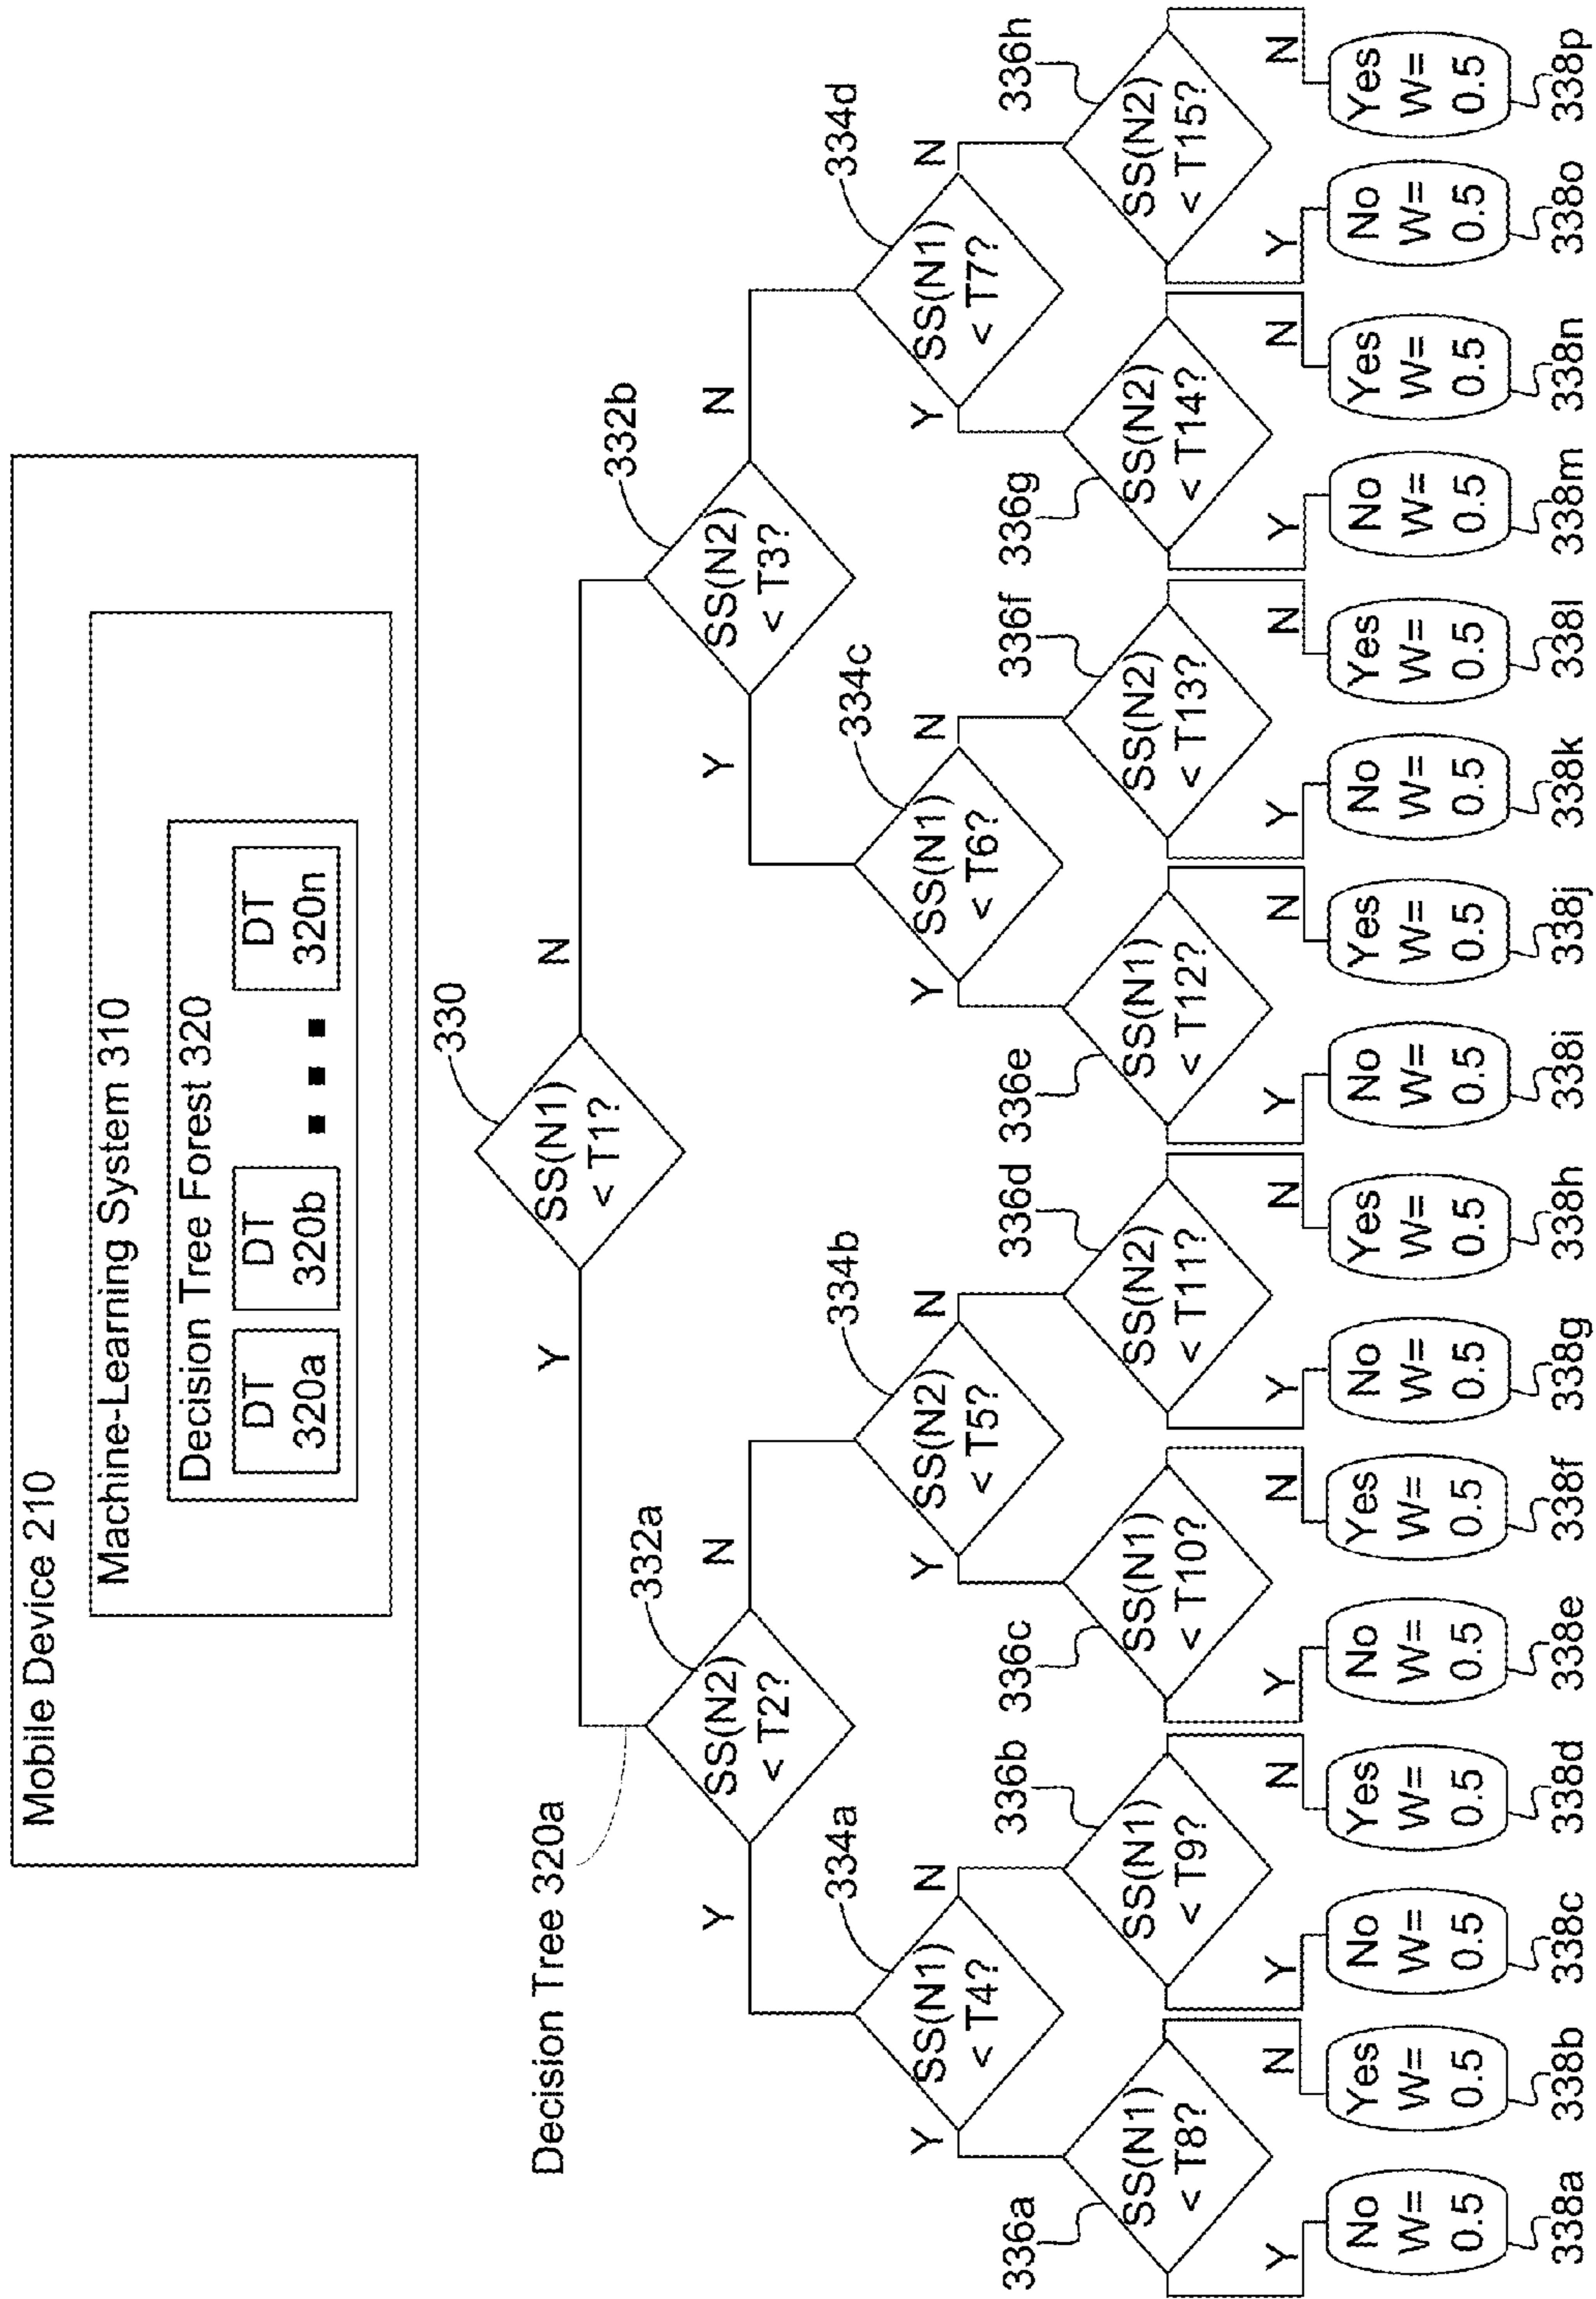 Mobile Device 210
Machine-Learning System 310
Decision Tree Forest 320
DT
320a
DT
320b
DT
320n
Decision Tree 320a
330
SS(N1)
< T1?
Y
N
332a
SS(N2)
< T2?
Y
N
332b
SS(N2)
< T3?
Y
N
334a
SS(N1)
< T4?
Y
N
334b
SS(N2)
< T5?
Y
N
334c
SS(N1)
< T6?
Y
N
334d
SS(N1)
< T7?
Y
N
336a
SS(N1)
< T8?
Y
N
336b
SS(N1)
< T9?
Y
N
336c
SS(N1)
< T10?
Y
N
336d
SS(N2)
< T11?
Y
N
336e
SS(N1)
< T12?
Y
N
336f
SS(N2)
< T13?
Y
N
336g
SS(N2)
< T14?
Y
N
336h
SS(N2)
< T15?
Y
N
No
W=
0.5
338a
Yes
W=
0.5
338b
No
W=
0.5
338c
Yes
W=
0.5
338d
No
W=
0.5
338e
Yes
W=
0.5
338f
No
W=
0.5
338g
Yes
W=
0.5
338h
No
W=
0.5
338i
Yes
W=
0.5
338j
No
W=
0.5
338k
Yes
W=
0.5
338l
No
W=
0.5
338m
Yes
W=
0.5
338n
No
W=
0.5
338o
Yes
W=
0.5
338p